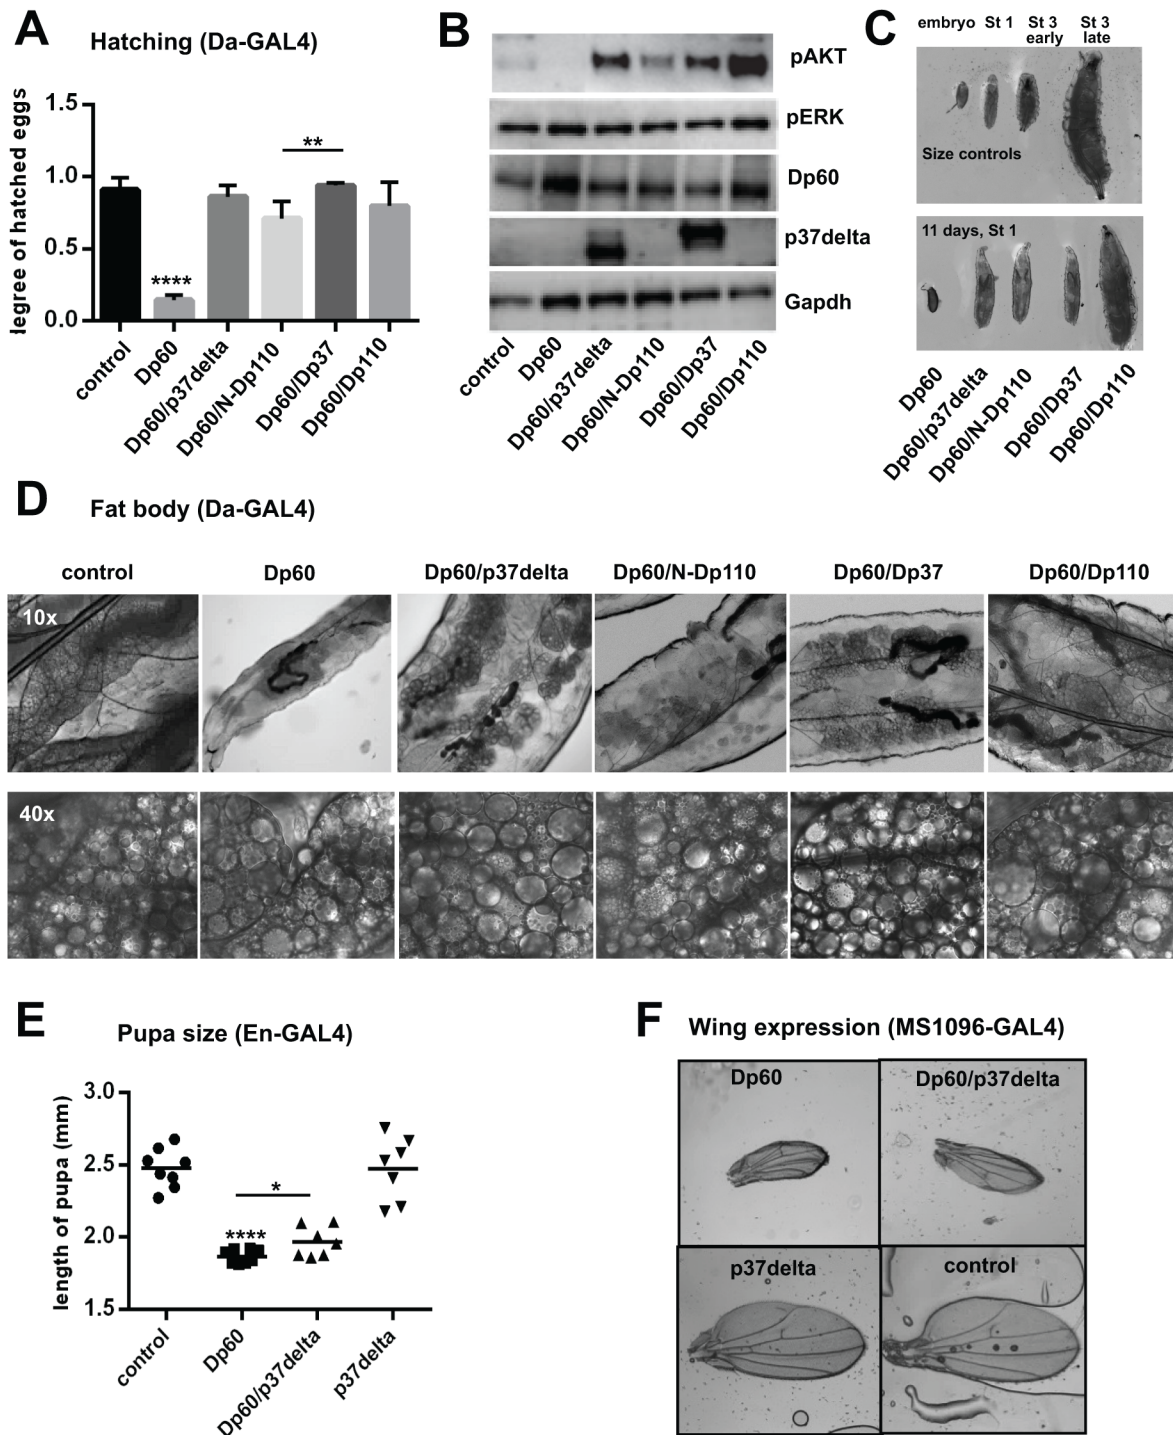 A
Hatching (Da-GAL4)
legree of hatched eggs
1.5
1.0
0.5
0.0
****
**
control
Dp60
Dp60/p37delta
Dp60/N-Dp110
Dp60/Dp37
Dp60/Dp110
B
pAKT
pERK
Dp60
p37delta
Gapdh
control
Dp60
Dp60/p37delta
Dp60/N-Dp110
Dp60/Dp37
Dp60/Dp110
C
embryo St 1 St 3 St 3
early late
Size controls
11 days, St 1
Dp60
Dp60/p37delta
Dp60/N-Dp110
Dp60/Dp37
Dp60/Dp110
D
Fat body (Da-GAL4)
control Dp60 Dp60/p37delta Dp60/N-Dp110 Dp60/Dp37 Dp60/Dp110
10x
40x
E
Pupa size (En-GAL4)
length of pupa (mm)
3.0
2.5
2.0
1.5
****
*
control
Dp60
Dp60/p37delta
p37delta
F
Wing expression (MS1096-GAL4)
Dp60 Dp60/p37delta
p37delta control